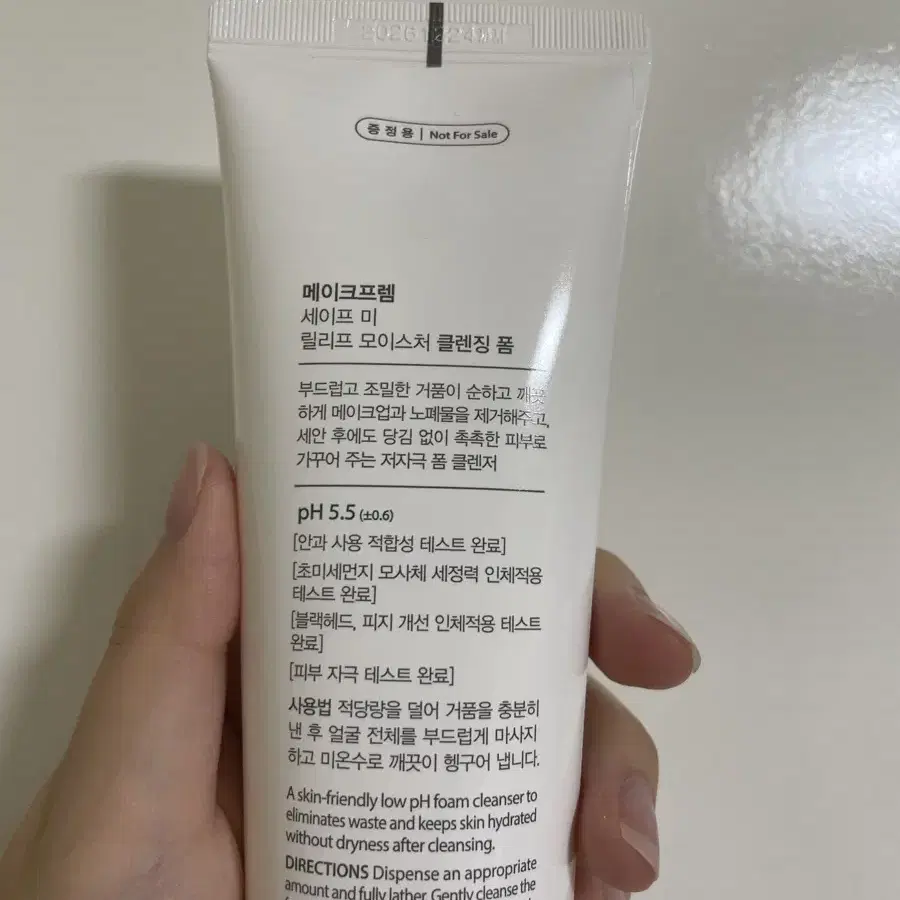 증정용 | Not For Sale
메이크프렘
세이프 미
릴리프 모이스처 클렌징 폼
부드럽고 조밀한 거품이 순하고 깨끗
하게 메이크업과 노폐물을 제거해주고,
세안 후에도 당김 없이 촉촉한 피부로
가꾸어 주는 저자극 폼 클렌저
pH 5.5 (±0.6)
[안과 사용 적합성 테스트 완료]
[초미세먼지 모사체 세정력 인체적용
테스트 완료]
[블랙헤드, 피지 개선 인체적용 테스트
완료]
[피부 자극 테스트 완료]
사용법 적당량을 덜어 거품을 충분히
낸 후 얼굴 전체를 부드럽게 마사지
하고 미온수로 깨끗이 헹구어 냅니다.
A skin-friendly low pH foam cleanser to
eliminates waste and keeps skin hydrated
without dryness after cleansing.
DIRECTIONS Dispense an appropriate
amount and fully lather. Gently cleanse the